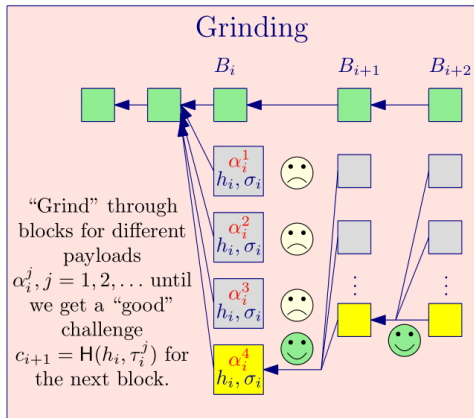 Grinding
B_i B_{i+1} B_{i+2}
α_i^1
h_i, σ_i
α_i^2
h_i, σ_i
α_i^3
h_i, σ_i
α_i^4
h_i, σ_i
“Grind” through
blocks for different
payloads
α_i^j, j = 1, 2, … until
we get a “good”
challenge
c_{i+1} = H(h_i, τ_i^j) for
the next block.
⋮ ⋮